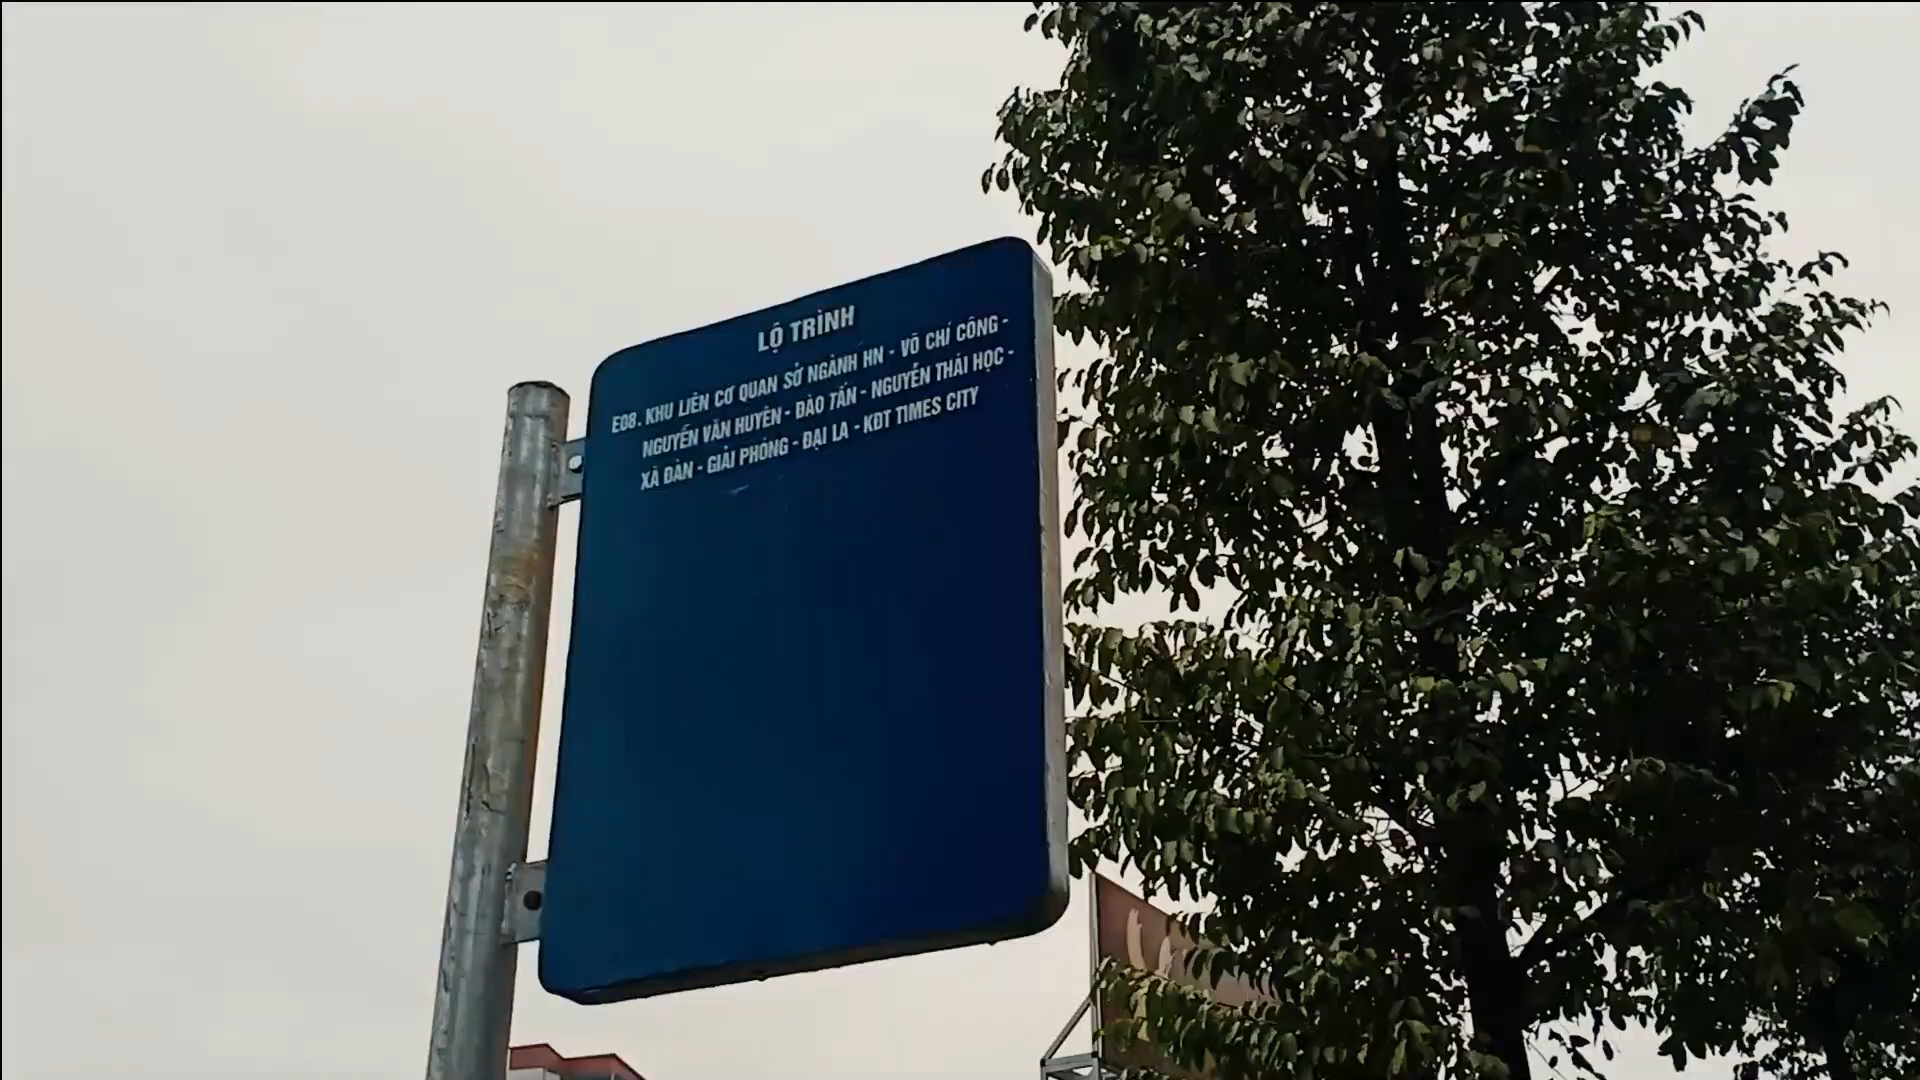 LỘ TRÌNH
E08. KHU LIÊN CƠ QUAN SỞ NGÀNH HN - VÕ CHÍ CÔNG -
NGUYỄN VĂN HUYÊN - ĐÀO TẤN - NGUYỄN THÁI HỌC -
XÃ ĐÀN - GIẢI PHÓNG - ĐẠI LA - KĐT TIMES CITY